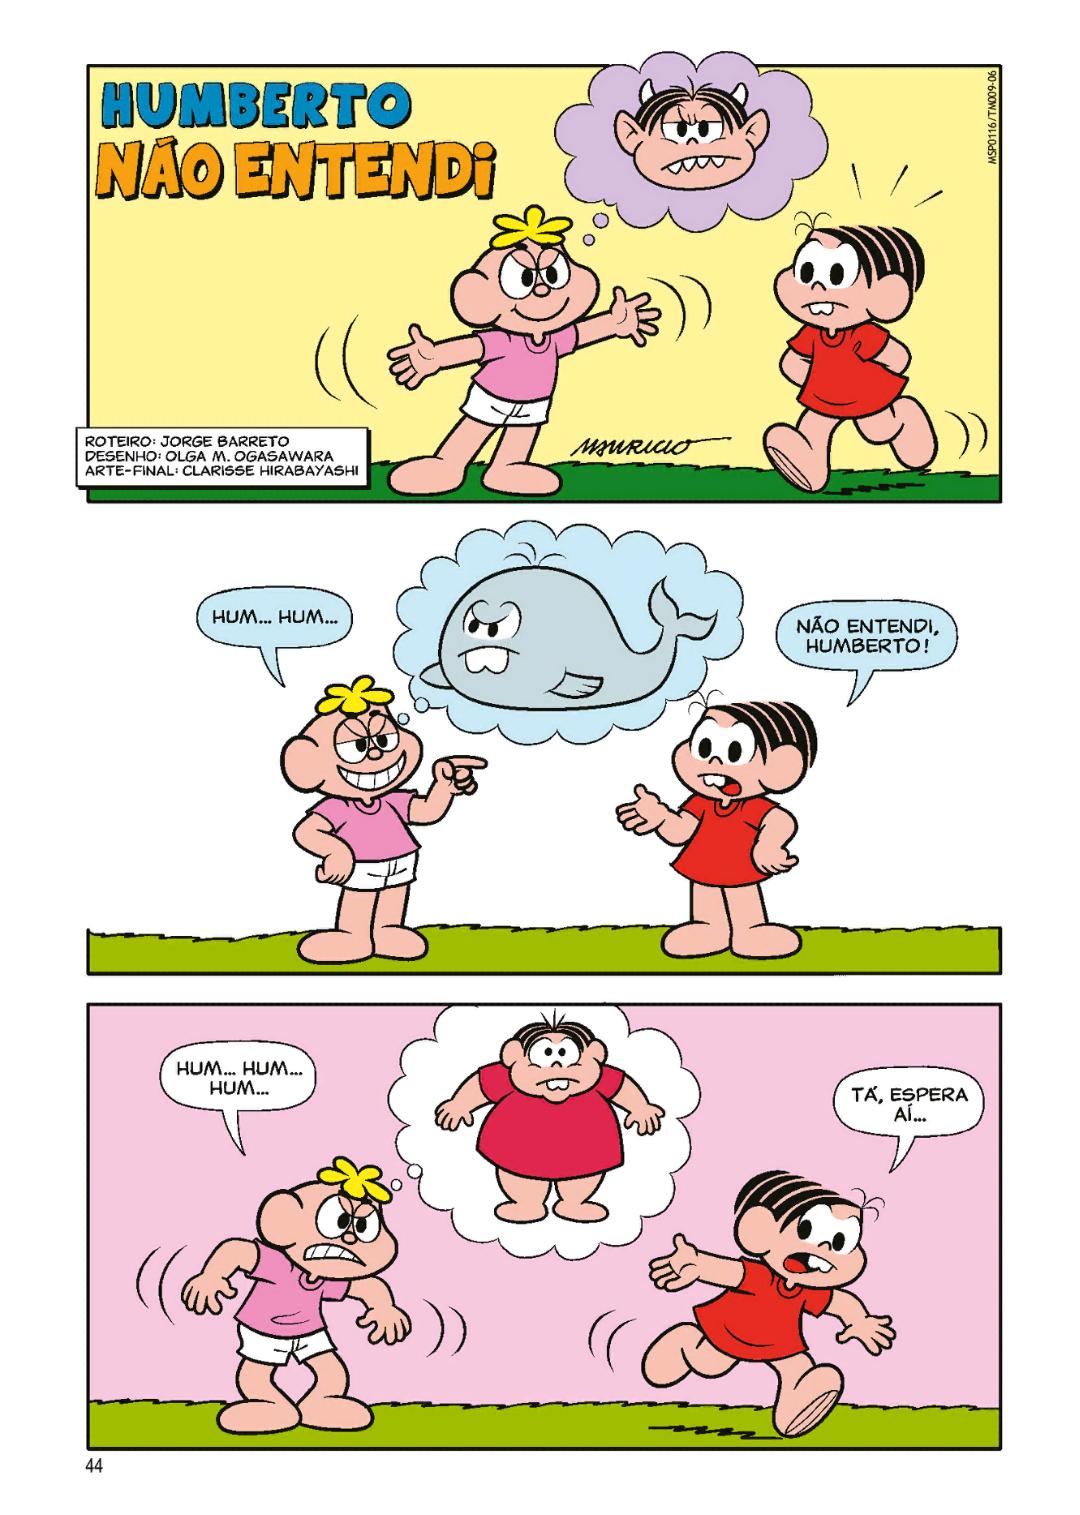 HUMBERTO
NÃO ENTENDi
MSP0116/TM009-06
MAURICIO
ROTEIRO: JORGE BARRETO
DESENHO: OLGA M. OGASAWARA
ARTE-FINAL: CLARISSE HIRABAYASHI
HUM... HUM...
NÃO ENTENDI,
HUMBERTO!
HUM... HUM...
HUM...
TÁ, ESPERA
AÍ...
44